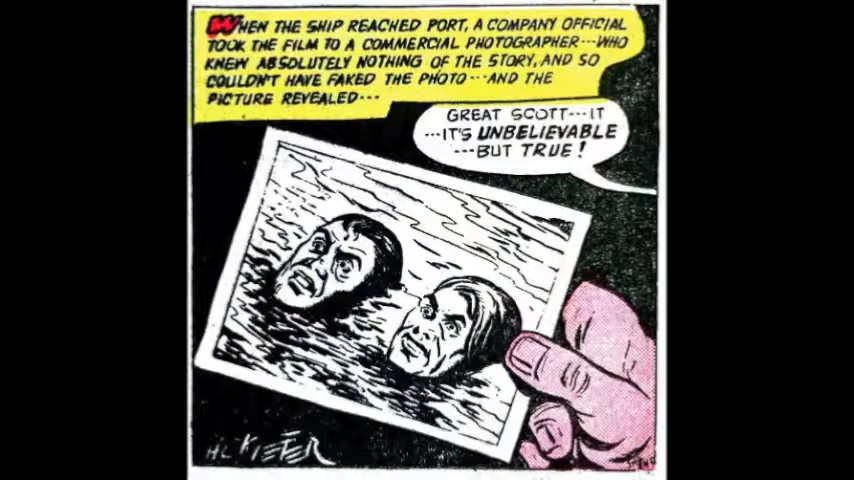 WHEN THE SHIP REACHED PORT, A COMPANY OFFICIAL
TOOK THE FILM TO A COMMERCIAL PHOTOGRAPHER---WHO
KNEW ABSOLUTELY NOTHING OF THE STORY, AND SO
COULDN'T HAVE FAKED THE PHOTO---AND THE
PICTURE REVEALED---
GREAT SCOTT---IT
---IT'S UNBELIEVABLE
---BUT TRUE!
HC KIEFER